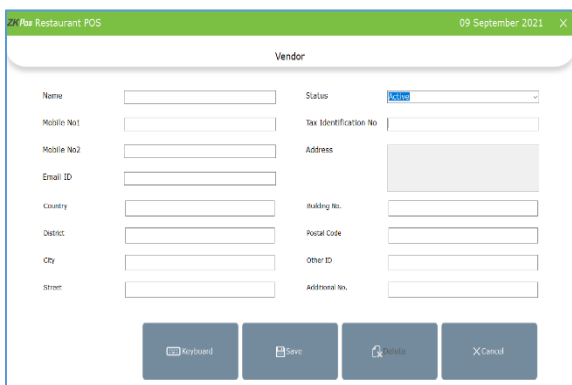 ZKPos Restaurant POS 09 September 2021 X
Vendor
Name Status Active
Mobile No1 Tax Identification No
Mobile No2 Address
Email ID
Country Building No.
District Postal Code
City Other ID
Street Additional No.
Keyboard Save Delete Cancel